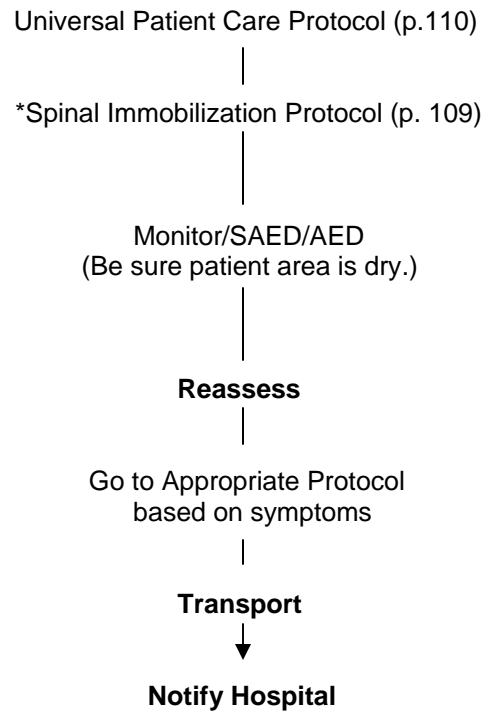 Universal Patient Care Protocol (p.110)
*Spinal Immobilization Protocol (p. 109)
Monitor/SAED/AED
(Be sure patient area is dry.)
Reassess
Go to Appropriate Protocol
based on symptoms
Transport
Notify Hospital